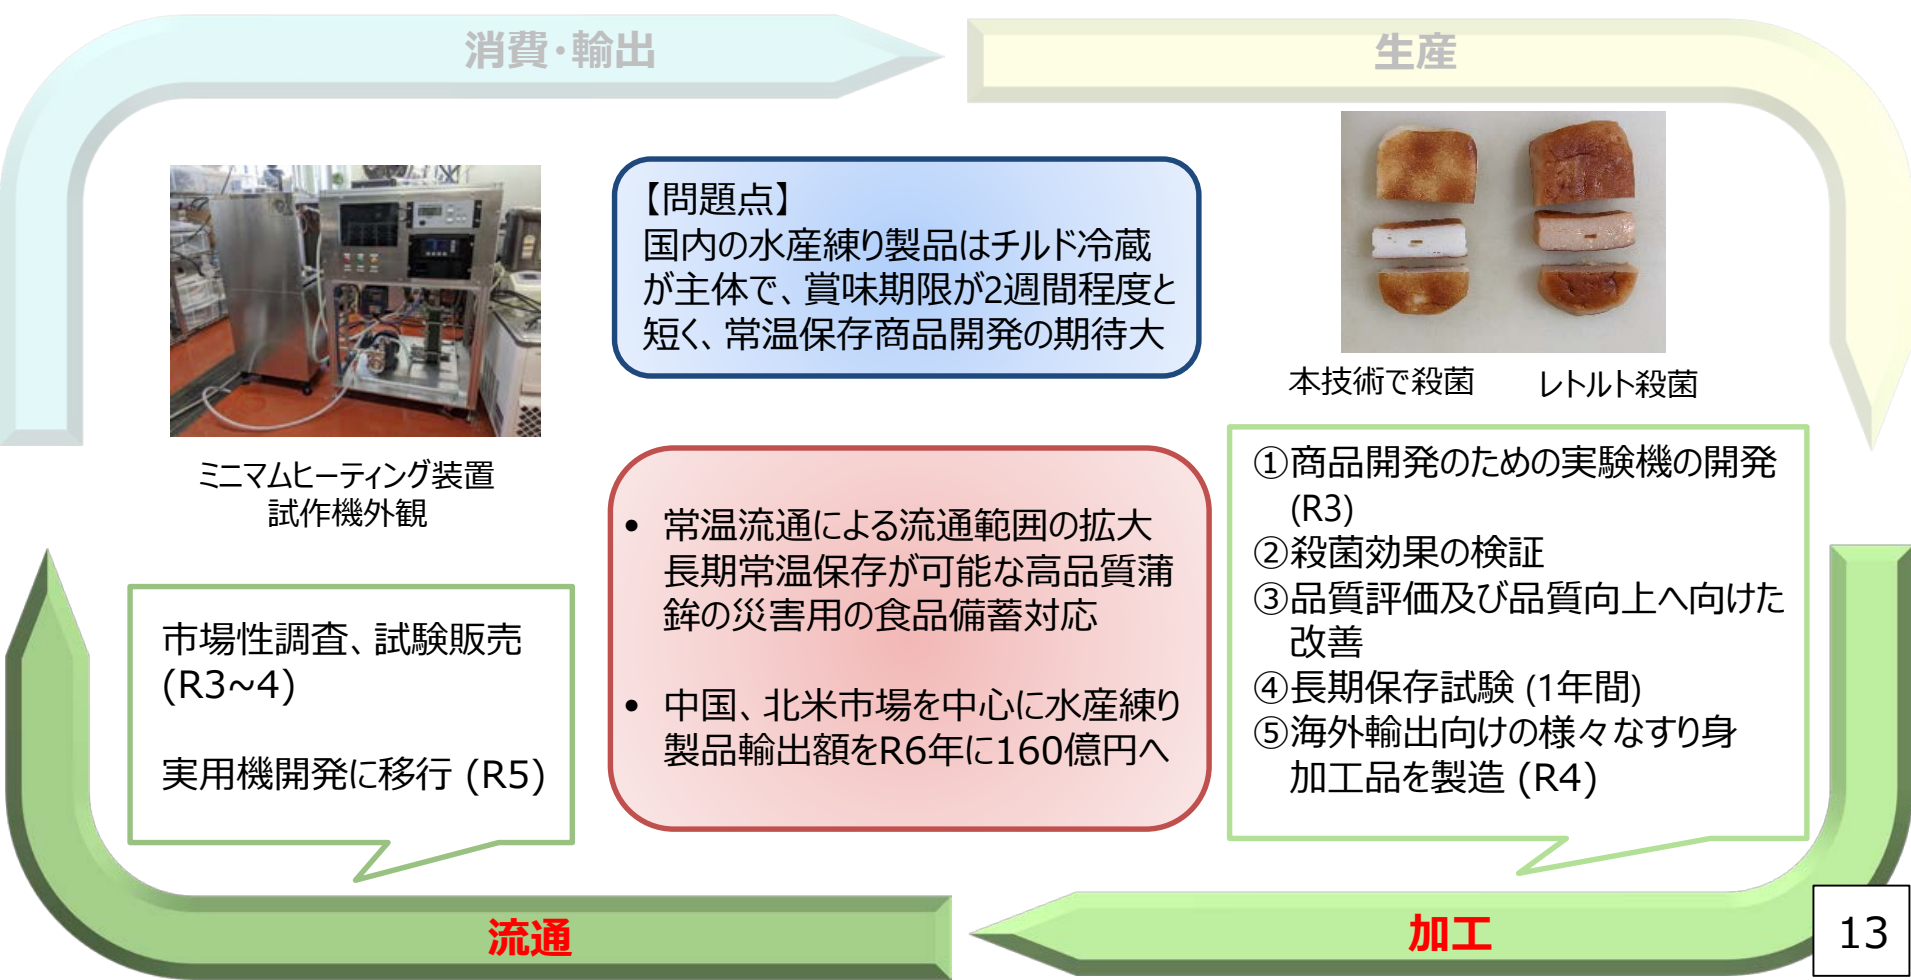 消費・輸出
生産
【問題点】
国内の水産練り製品はチルド冷蔵
が主体で、賞味期限が2週間程度と
短く、常温保存商品開発の期待大
本技術で殺菌
レトルト殺菌
ミニマムヒーティング装置
試作機外観
• 常温流通による流通範囲の拡大
長期常温保存が可能な高品質蒲
鉾の災害用の食品備蓄対応
• 中国、北米市場を中心に水産練り
製品輸出額をR6年に160億円へ
①商品開発のための実験機の開発
(R3)
②殺菌効果の検証
③品質評価及び品質向上へ向けた
改善
④長期保存試験 (1年間)
⑤海外輸出向けの様々なすり身
加工品を製造 (R4)
市場性調査、試験販売
(R3~4)
実用機開発に移行 (R5)
流通
加工
13